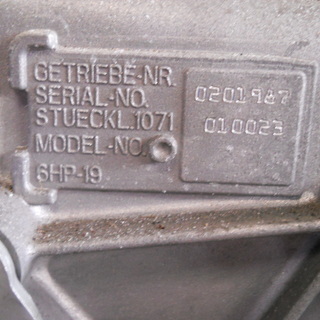 GETRIEBE-NR.
SERIAL-NO. 0201967
STUECKL.1071
MODEL-NO. 010023
6HP-19